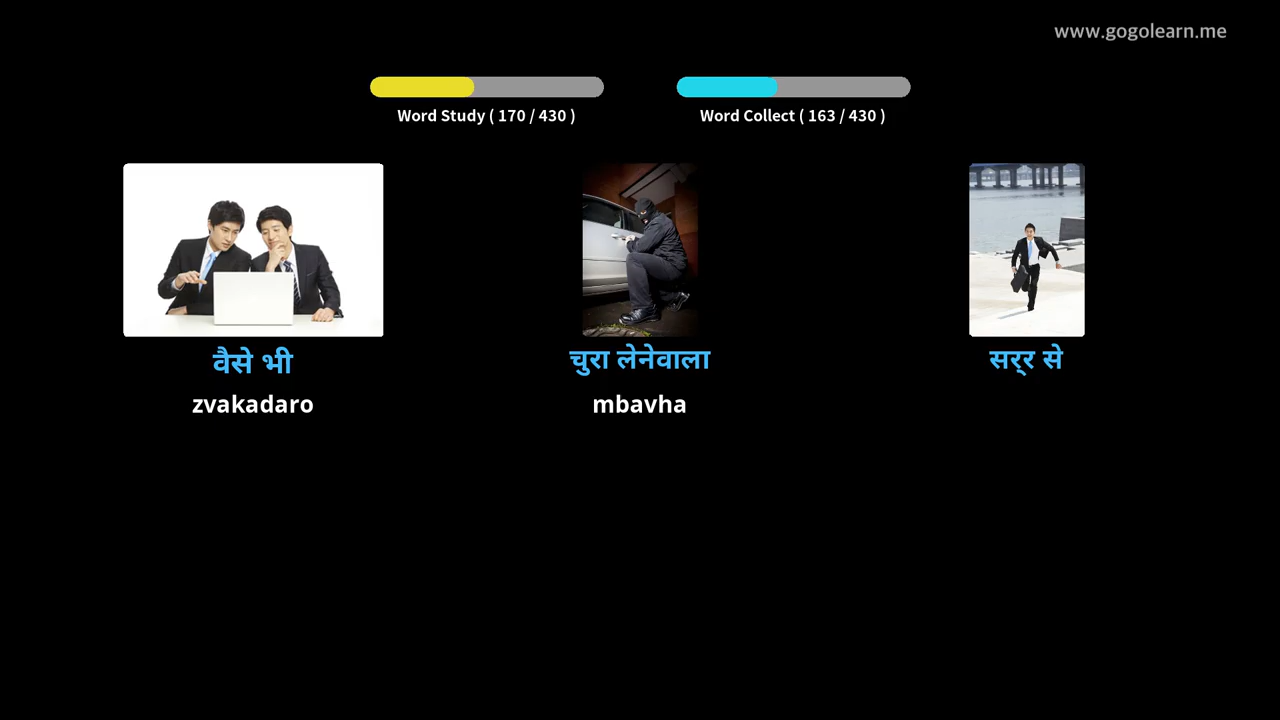 www.gogolearn.me
Word Study ( 170 / 430 )
Word Collect ( 163 / 430 )
वैसे भी
चुरा लेनेवाला
सर्र से
zvakadaro
mbavha